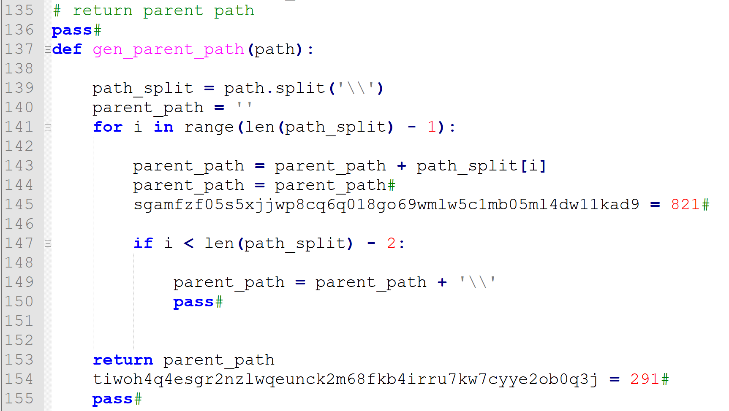 135 # return parent path
136 pass#
137 def gen_parent_path(path):
138
139 path_split = path.split('\\')
140 parent_path = ''
141 for i in range(len(path_split) - 1):
142
143 parent_path = parent_path + path_split[i]
144 parent_path = parent_path#
145 sgamfzf05s5xjjwp8cq6q018go69wmlw5c1mb05ml4dw11kad9 = 821#
146
147 if i < len(path_split) - 2:
148
149 parent_path = parent_path + '\\'
150 pass#
151
152
153 return parent_path
154 tiwoh4q4esgr2nzlwqeunck2m68fkb4irru7kw7cyye2ob0q3j = 291#
155 pass#